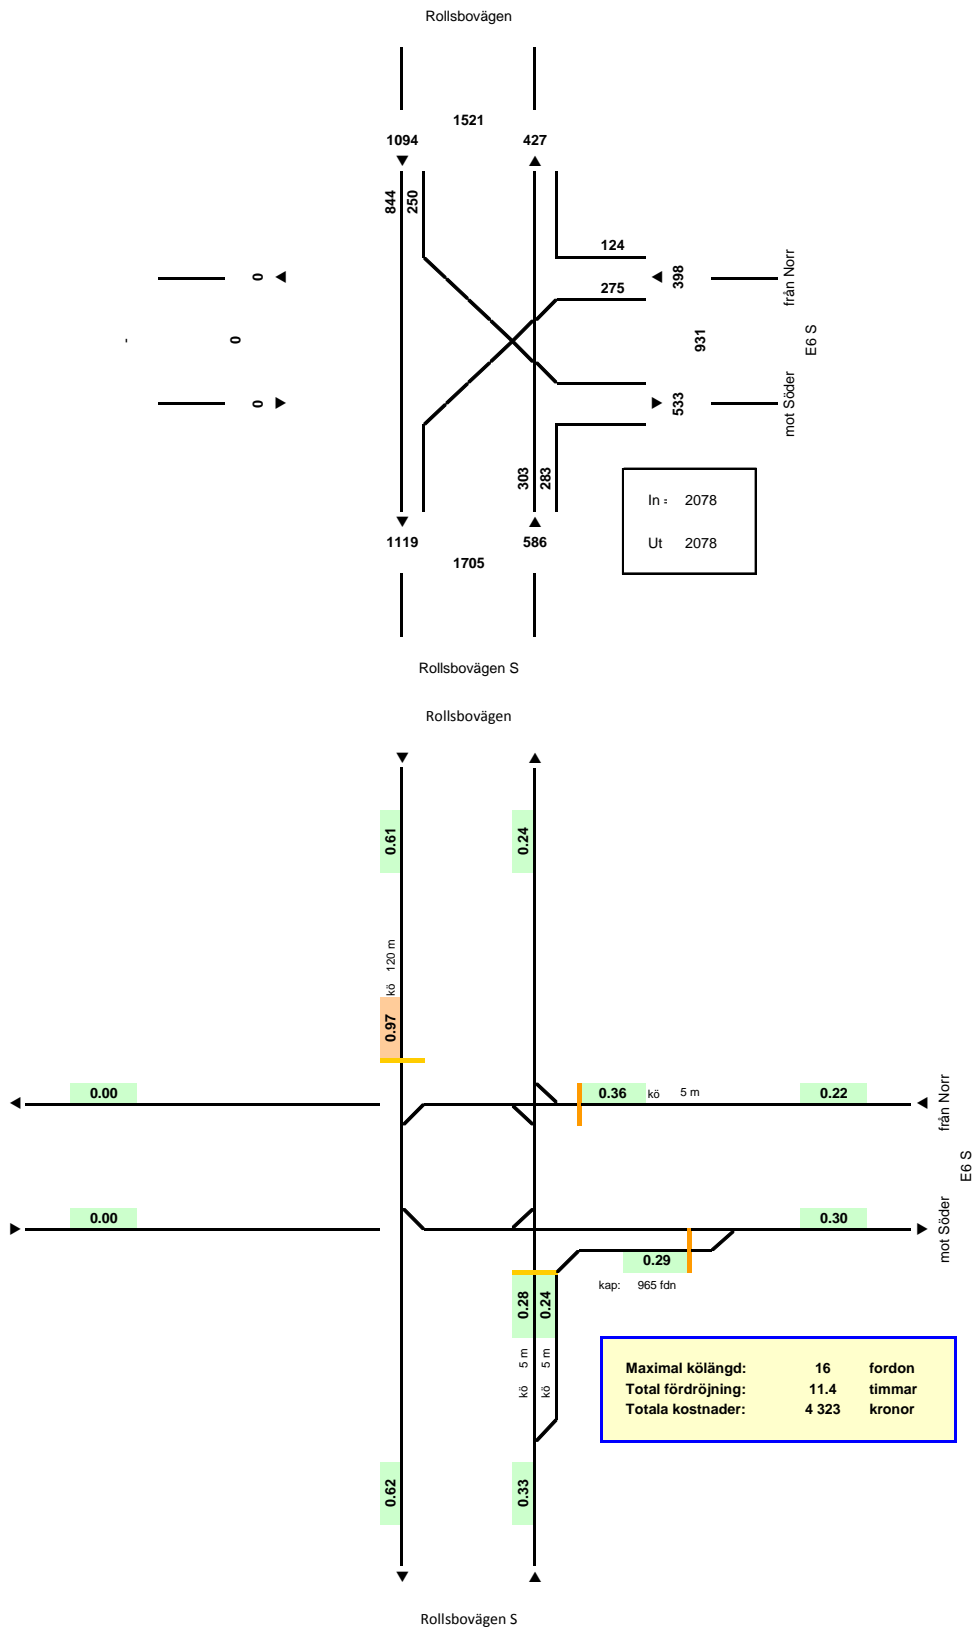 Rollsbovägen
1521
1094
427
844
250
124
275
0
398
från Norr
-
0
931
E6 S
0
533
mot Söder
303
283
In = 2078
Ut 2078
1119
586
1705
Rollsbovägen S
Rollsbovägen
0.61
0.24
kö 120 m
0.97
0.00
0.36 kö 5 m
0.22
från Norr
E6 S
0.00
0.30
mot Söder
0.29
kap: 965 fdn
0.28
0.24
kö 5 m
kö 5 m
Maximal kölängd: 16 fordon
Total fördröjning: 11.4 timmar
Totala kostnader: 4 323 kronor
0.62
0.33
Rollsbovägen S